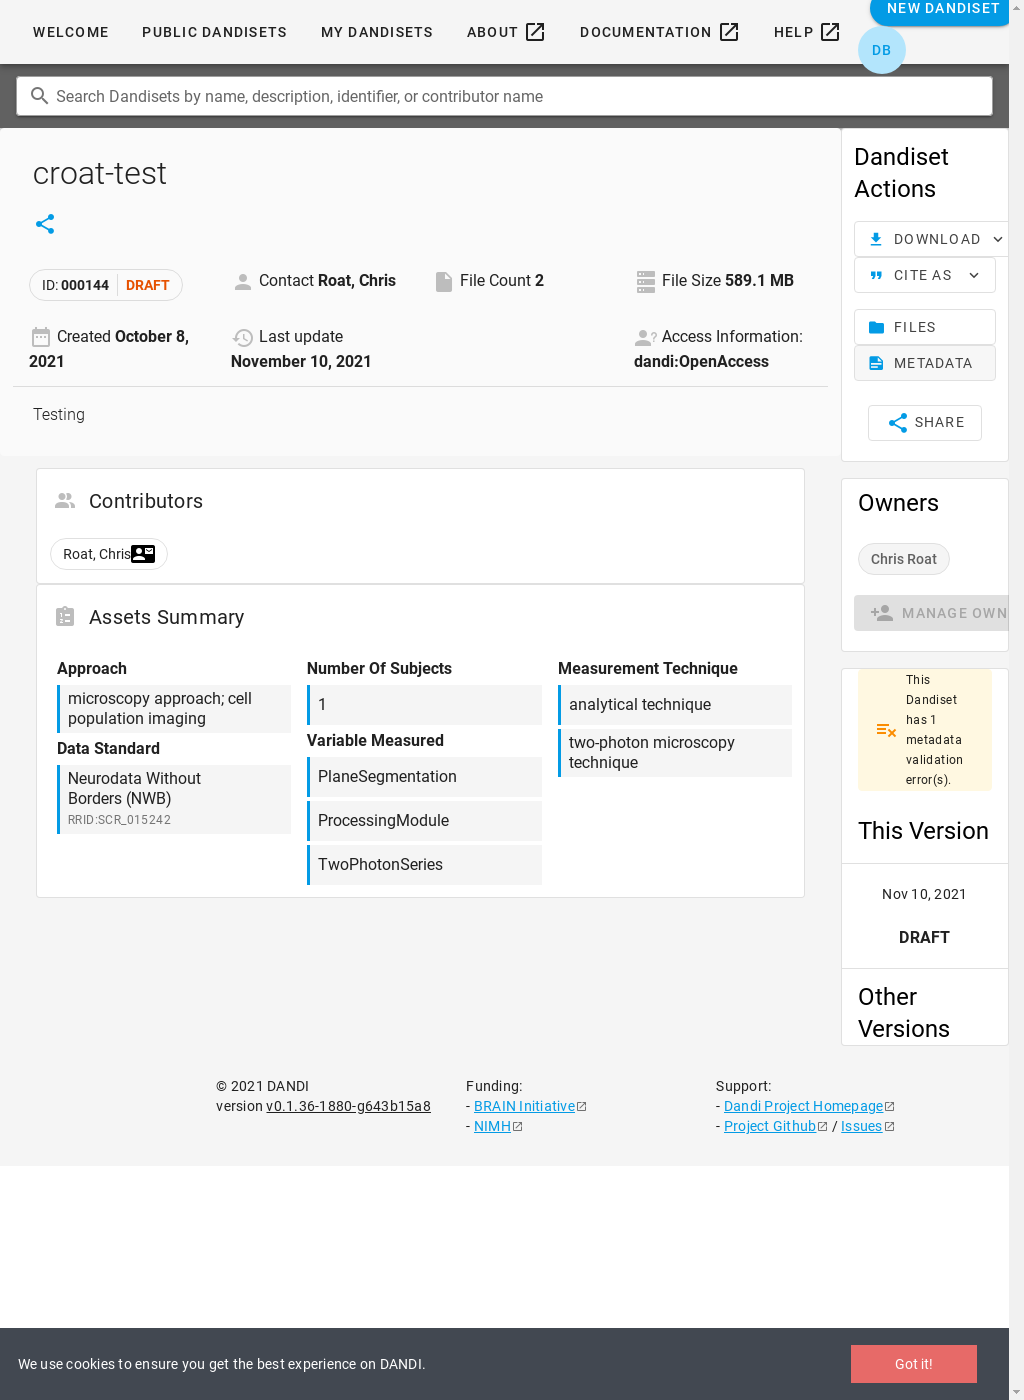 WELCOME
PUBLIC DANDISETS
MY DANDISETS
ABOUT
DOCUMENTATION
HELP
NEW DANDISET
DB
Search Dandisets by name, description, identifier, or contributor name
croat-test
ID: 000144
DRAFT
Contact Roat, Chris
File Count 2
File Size 589.1 MB
Created October 8,
2021
Last update
November 10, 2021
Access Information:
dandi:OpenAccess
Testing
Contributors
Roat, Chris
Assets Summary
Approach
microscopy approach; cell
population imaging
Data Standard
Neurodata Without
Borders (NWB)
RRID:SCR_015242
Number Of Subjects
1
Variable Measured
PlaneSegmentation
ProcessingModule
TwoPhotonSeries
Measurement Technique
analytical technique
two-photon microscopy
technique
Dandiset
Actions
DOWNLOAD
CITE AS
FILES
METADATA
SHARE
Owners
Chris Roat
MANAGE OWN
This
Dandiset
has 1
metadata
validation
error(s).
This Version
Nov 10, 2021
DRAFT
Other
Versions
© 2021 DANDI
version v0.1.36-1880-g643b15a8
Funding:
- BRAIN Initiative
- NIMH
Support:
- Dandi Project Homepage
- Project Github / Issues
We use cookies to ensure you get the best experience on DANDI.
Got it!